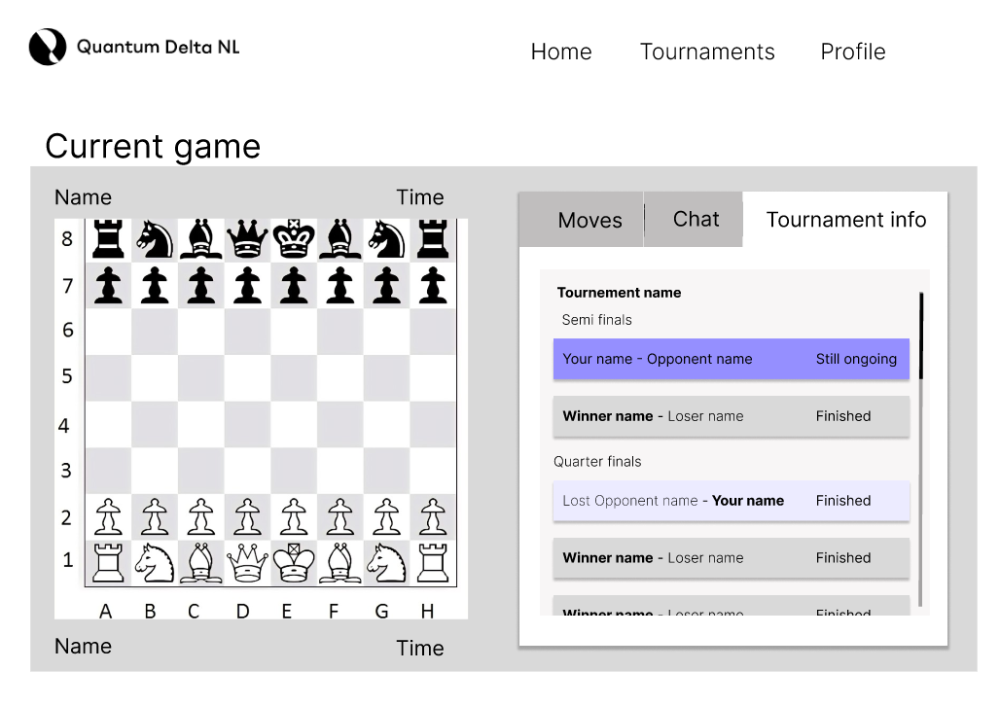 Quantum Delta NL
Home Tournaments Profile
Current game
Name Time
8
7
6
5
4
3
2
1
A B C D E F G H
Name Time
Moves Chat Tournament info
Tournement name
Semi finals
Your name - Opponent name Still ongoing
Winner name - Loser name Finished
Quarter finals
Lost Opponent name - Your name Finished
Winner name - Loser name Finished
Winner name - Loser name Finished